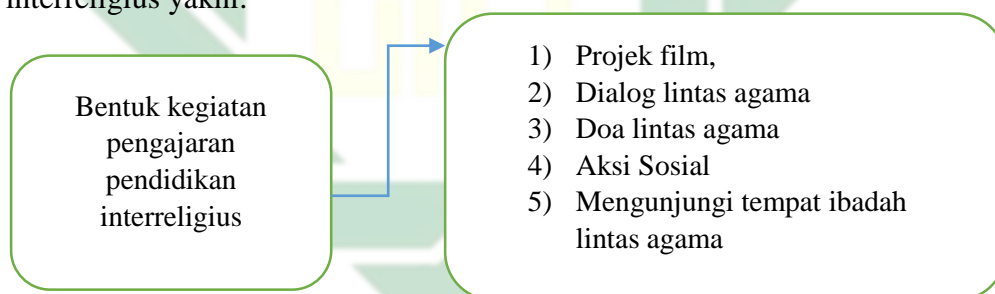 interreligius yakni:
Bentuk kegiatan
pengajaran
pendidikan
interreligius
1) Projek film,
2) Dialog lintas agama
3) Doa lintas agama
4) Aksi Sosial
5) Mengunjungi tempat ibadah
lintas agama